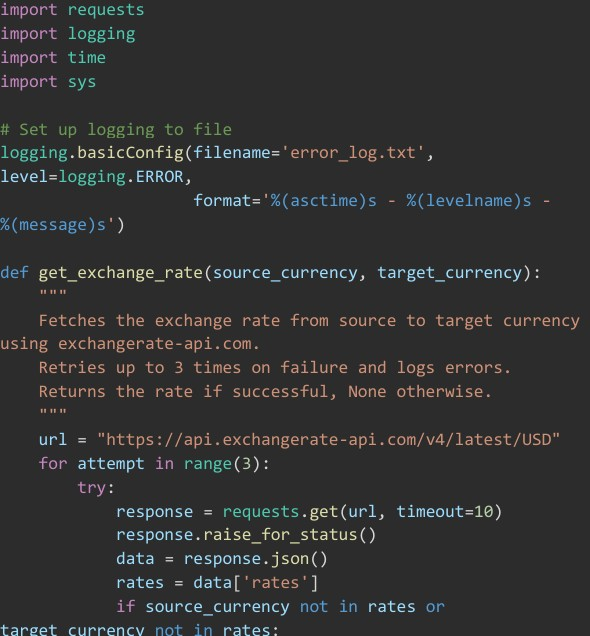 import requests
import logging
import time
import sys

# Set up logging to file
logging.basicConfig(filename='error_log.txt',
level=logging.ERROR,
                    format='%(asctime)s - %(levelname)s -
%(message)s')

def get_exchange_rate(source_currency, target_currency):
    """
    Fetches the exchange rate from source to target currency
using exchangerate-api.com.
    Retries up to 3 times on failure and logs errors.
    Returns the rate if successful, None otherwise.
    """
    url = "https://api.exchangerate-api.com/v4/latest/USD"
    for attempt in range(3):
        try:
            response = requests.get(url, timeout=10)
            response.raise_for_status()
            data = response.json()
            rates = data['rates']
            if source_currency not in rates or
target_currency not in rates: